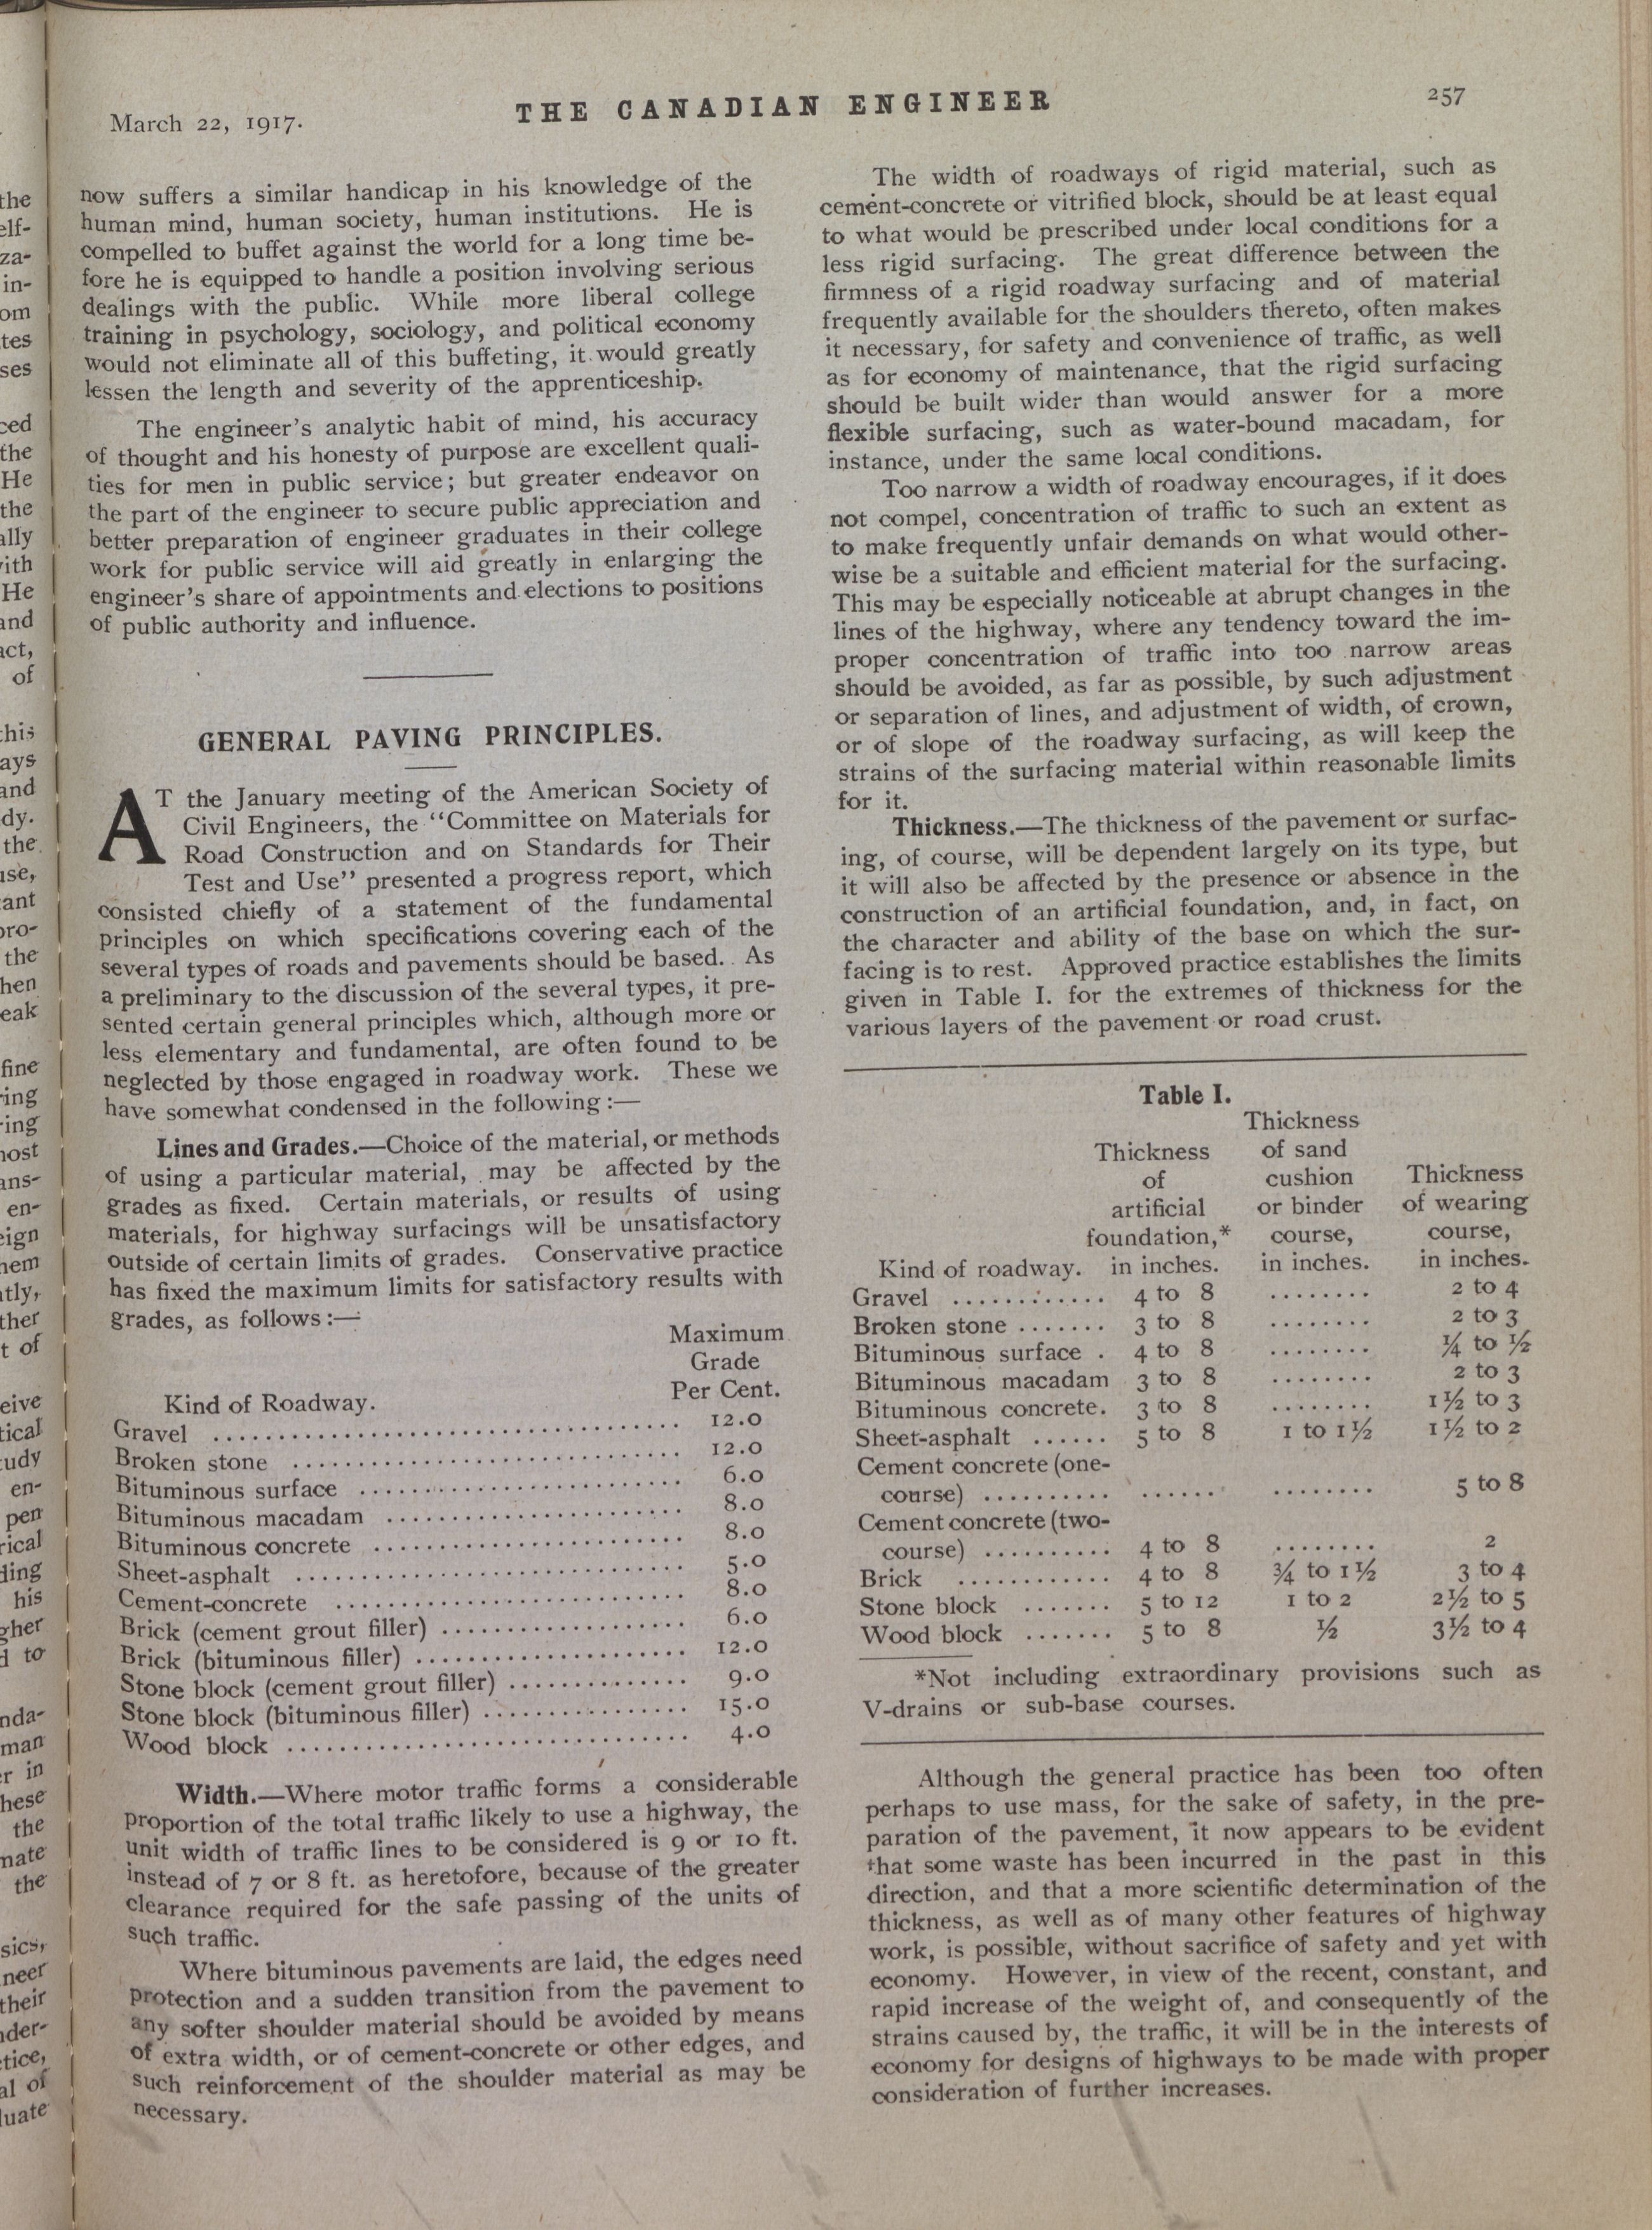 March 22, 1917.
THE CANADIAN ENGINEER
257
now suffers a similar handicap in his knowledge of the
human mind, human society, human institutions. He is
compelled to buffet against the world for a long time be-
fore he is equipped to handle a position involving serious
dealings with the public. While more liberal college
training in psychology, sociology, and political economy
would not eliminate all of this buffeting, it would greatly
lessen the length and severity of the apprenticeship.
The engineer's analytic habit of mind, his accuracy
of thought and his honesty of purpose are excellent quali-
ties for men in public service; but greater endeavor on
the part of the engineer to secure public appreciation and
better preparation of engineer graduates in their college
work for public service will aid greatly in enlarging the
engineer's share of appointments and elections to positions
of public authority and influence.
GENERAL PAVING PRINCIPLES.
AT the January meeting of the American Society of
Civil Engineers, the "Committee on Materials for
Road Construction and on Standards for Their
Test and Use" presented a progress report, which
consisted chiefly of a statement of the fundamental
principles on which specifications covering each of the
several types of roads and pavements should be based. As
a preliminary to the discussion of the several types, it pre-
sented certain general principles which, although more or
less elementary and fundamental, are often found to be
neglected by those engaged in roadway work. These we
have somewhat condensed in the following:—
Lines and Grades.—Choice of the material, or methods
of using a particular material, may be affected by the
grades as fixed. Certain materials, or results of using
materials, for highway surfacings will be unsatisfactory
outside of certain limits of grades. Conservative practice
has fixed the maximum limits for satisfactory results with
grades, as follows:—
Maximum
Grade
Kind of Roadway. Per Cent.
Gravel .................................... 12.0
Broken stone .............................. 12.0
Bituminous surface ......................... 6.0
Bituminous macadam ....................... 8.0
Bituminous concrete ........................ 8.0
Sheet-asphalt .............................. 5.0
Cement-concrete ........................... 8.0
Brick (cement grout filler) ................... 6.0
Brick (bituminous filler) ..................... 12.0
Stone block (cement grout filler) .............. 9.0
Stone block (bituminous filler) ................ 15.0
Wood block ............................... 4.0
Width.—Where motor traffic forms a considerable
proportion of the total traffic likely to use a highway, the
unit width of traffic lines to be considered is 9 or 10 ft.
instead of 7 or 8 ft. as heretofore, because of the greater
clearance required for the safe passing of the units of
such traffic.
Where bituminous pavements are laid, the edges need
protection and a sudden transition from the pavement to
any softer shoulder material should be avoided by means
of extra width, or of cement-concrete or other edges, and
such reinforcement of the shoulder material as may be
necessary.
The width of roadways of rigid material, such as
cement-concrete or vitrified block, should be at least equal
to what would be prescribed under local conditions for a
less rigid surfacing. The great difference between the
firmness of a rigid roadway surfacing and of material
frequently available for the shoulders thereto, often makes
it necessary, for safety and convenience of traffic, as well
as for economy of maintenance, that the rigid surfacing
should be built wider than would answer for a more
flexible surfacing, such as water-bound macadam, for
instance, under the same local conditions.
Too narrow a width of roadway encourages, if it does
not compel, concentration of traffic to such an extent as
to make frequently unfair demands on what would other-
wise be a suitable and efficient material for the surfacing.
This may be especially noticeable at abrupt changes in the
lines of the highway, where any tendency toward the im-
proper concentration of traffic into too narrow areas
should be avoided, as far as possible, by such adjustment
or separation of lines, and adjustment of width, of crown,
or of slope of the roadway surfacing, as will keep the
strains of the surfacing material within reasonable limits
for it.
Thickness.—The thickness of the pavement or surfac-
ing, of course, will be dependent largely on its type, but
it will also be affected by the presence or absence in the
construction of an artificial foundation, and, in fact, on
the character and ability of the base on which the sur-
facing is to rest. Approved practice establishes the limits
given in Table I. for the extremes of thickness for the
various layers of the pavement or road crust.
Table I.
Thickness
Thickness of sand
of cushion Thickness
artificial or binder of wearing
foundation,* course, course,
Kind of roadway. in inches. in inches. in inches.
Gravel ............ 4 to 8 ........ 2 to 4
Broken stone ....... 3 to 8 ........ 2 to 3
Bituminous surface . 4 to 8 ........ ¼ to ½
Bituminous macadam 3 to 8 ........ 2 to 3
Bituminous concrete. 3 to 8 ........ 1½ to 3
Sheet-asphalt ...... 5 to 8 1 to 1½ 1½ to 2
Cement concrete (one-
course) .......... ...... ........ 5 to 8
Cement concrete (two-
course) .......... 4 to 8 ........ 2
Brick ............ 4 to 8 ¾ to 1½ 3 to 4
Stone block ....... 5 to 12 1 to 2 2½ to 5
Wood block ....... 5 to 8 ½ 3½ to 4
*Not including extraordinary provisions such as
V-drains or sub-base courses.
Although the general practice has been too often
perhaps to use mass, for the sake of safety, in the pre-
paration of the pavement, it now appears to be evident
that some waste has been incurred in the past in this
direction, and that a more scientific determination of the
thickness, as well as of many other features of highway
work, is possible, without sacrifice of safety and yet with
economy. However, in view of the recent, constant, and
rapid increase of the weight of, and consequently of the
strains caused by, the traffic, it will be in the interests of
economy for designs of highways to be made with proper
consideration of further increases.